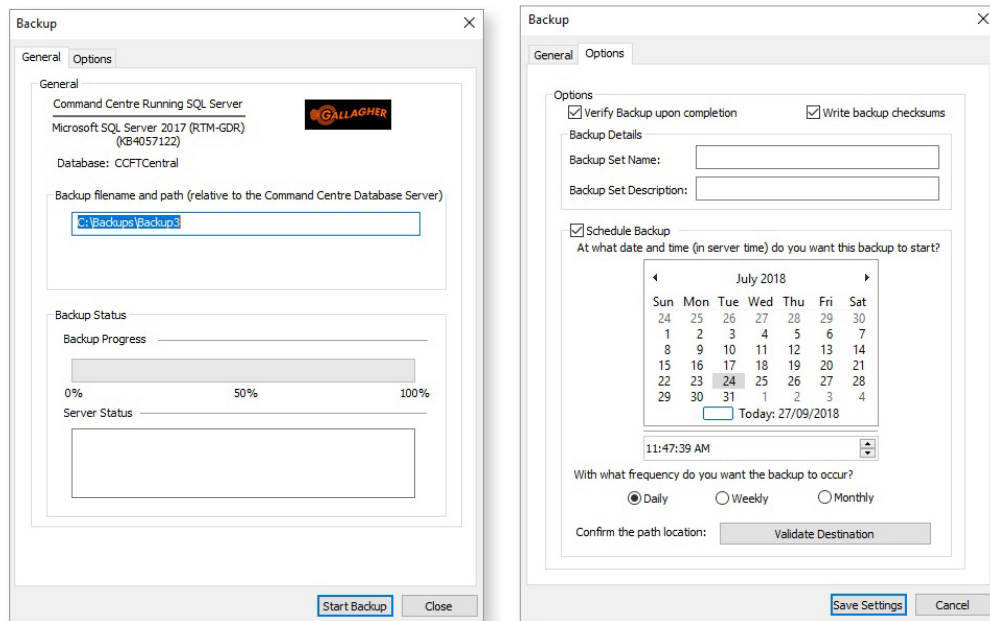 Backup
General Options
General
Command Centre Running SQL Server
GALLAGHER
Microsoft SQL Server 2017 (RTM-GDR)
(KB4057122)
Database: CCFTCentral
Backup filename and path (relative to the Command Centre Database Server)
C:\Backups\Backup3
Backup Status
Backup Progress
0% 50% 100%
Server Status
Start Backup Close
Backup
General Options
Options
Verify Backup upon completion Write backup checksums
Backup Details
Backup Set Name:
Backup Set Description:
Schedule Backup
At what date and time (in server time) do you want this backup to start?
July 2018
Sun Mon Tue Wed Thu Fri Sat
24 25 26 27 28 29 30
1 2 3 4 5 6 7
8 9 10 11 12 13 14
15 16 17 18 19 20 21
22 23 24 25 26 27 28
29 30 31 1 2 3 4
Today: 27/09/2018
11:47:39 AM
With what frequency do you want the backup to occur?
Daily Weekly Monthly
Confirm the path location: Validate Destination
Save Settings Cancel